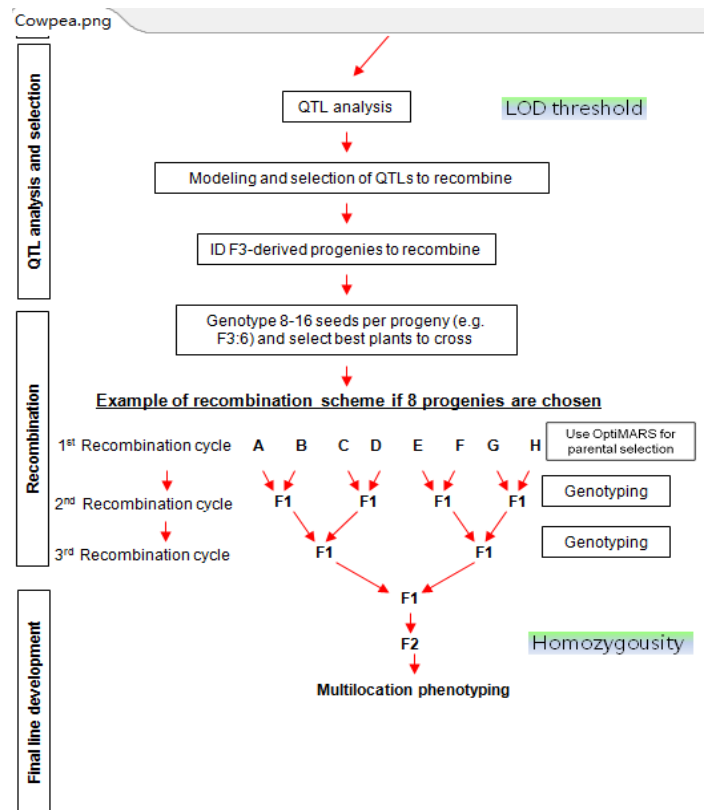 Cowpea.png
QTL analysis and selection
QTL analysis
LOD threshold
Modeling and selection of QTLs to recombine
ID F3-derived progenies to recombine
Recombination
Genotype 8-16 seeds per progeny (e.g.
F3:6) and select best plants to cross
Example of recombination scheme if 8 progenies are chosen
1st Recombination cycle A B C D E F G H
Use OptiMARS for
parental selection
2nd Recombination cycle F1 F1 F1 F1
Genotyping
3rd Recombination cycle F1 F1
Genotyping
Final line development
F1
F2
Homozygousity
Multilocation phenotyping